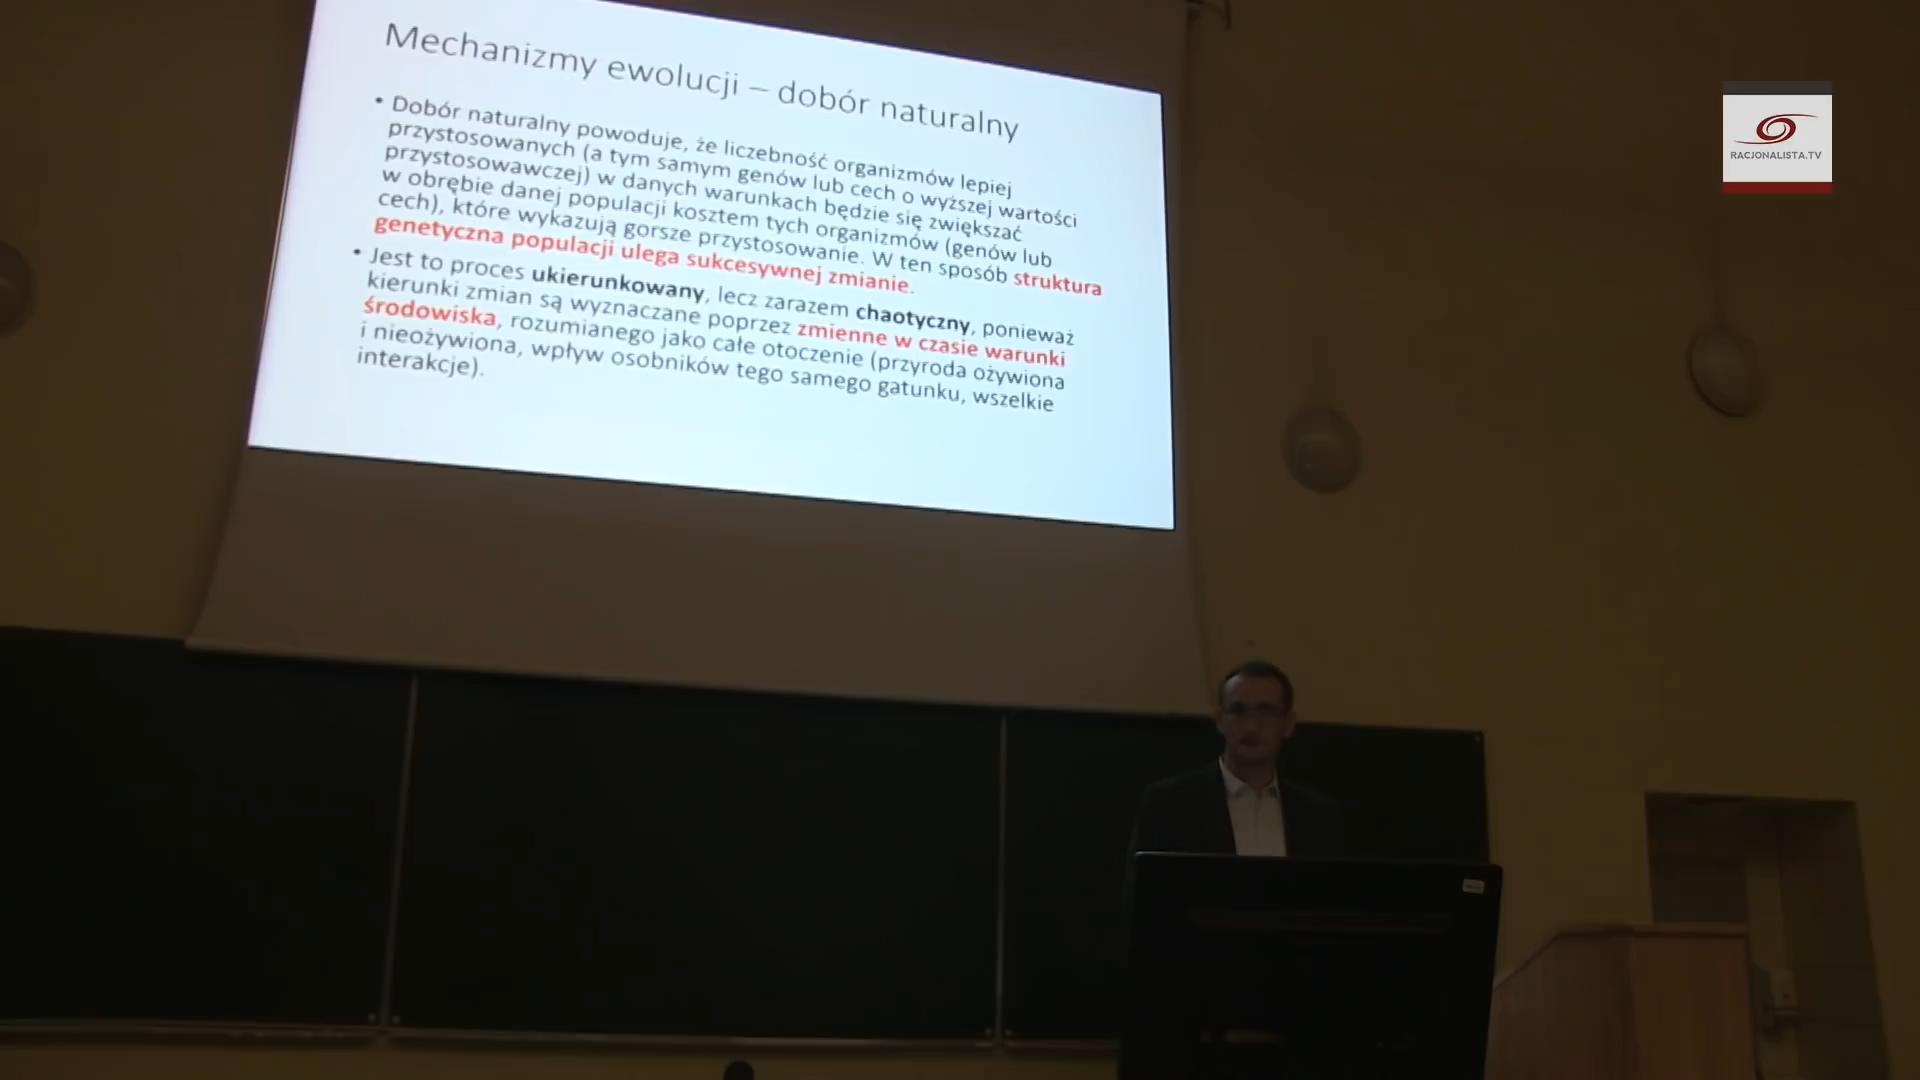 Mechanizmy ewolucji – dobór naturalny
• Dobór naturalny powoduje, że liczebność organizmów lepiej
przystosowanych (a tym samym genów lub cech o wyższej wartości
przystosowawczej) w danych warunkach będzie się zwiększać
w obrębie danej populacji kosztem tych organizmów (genów lub
cech), które wykazują gorsze przystosowanie. W ten sposób struktura
genetyczna populacji ulega sukcesywnej zmianie.
• Jest to proces ukierunkowany, lecz zarazem chaotyczny, ponieważ
kierunki zmian są wyznaczane poprzez zmienne w czasie warunki
środowiska, rozumianego jako całe otoczenie (przyroda ożywiona
i nieożywiona, wpływ osobników tego samego gatunku, wszelkie
interakcje).
RACJONALISTA.TV